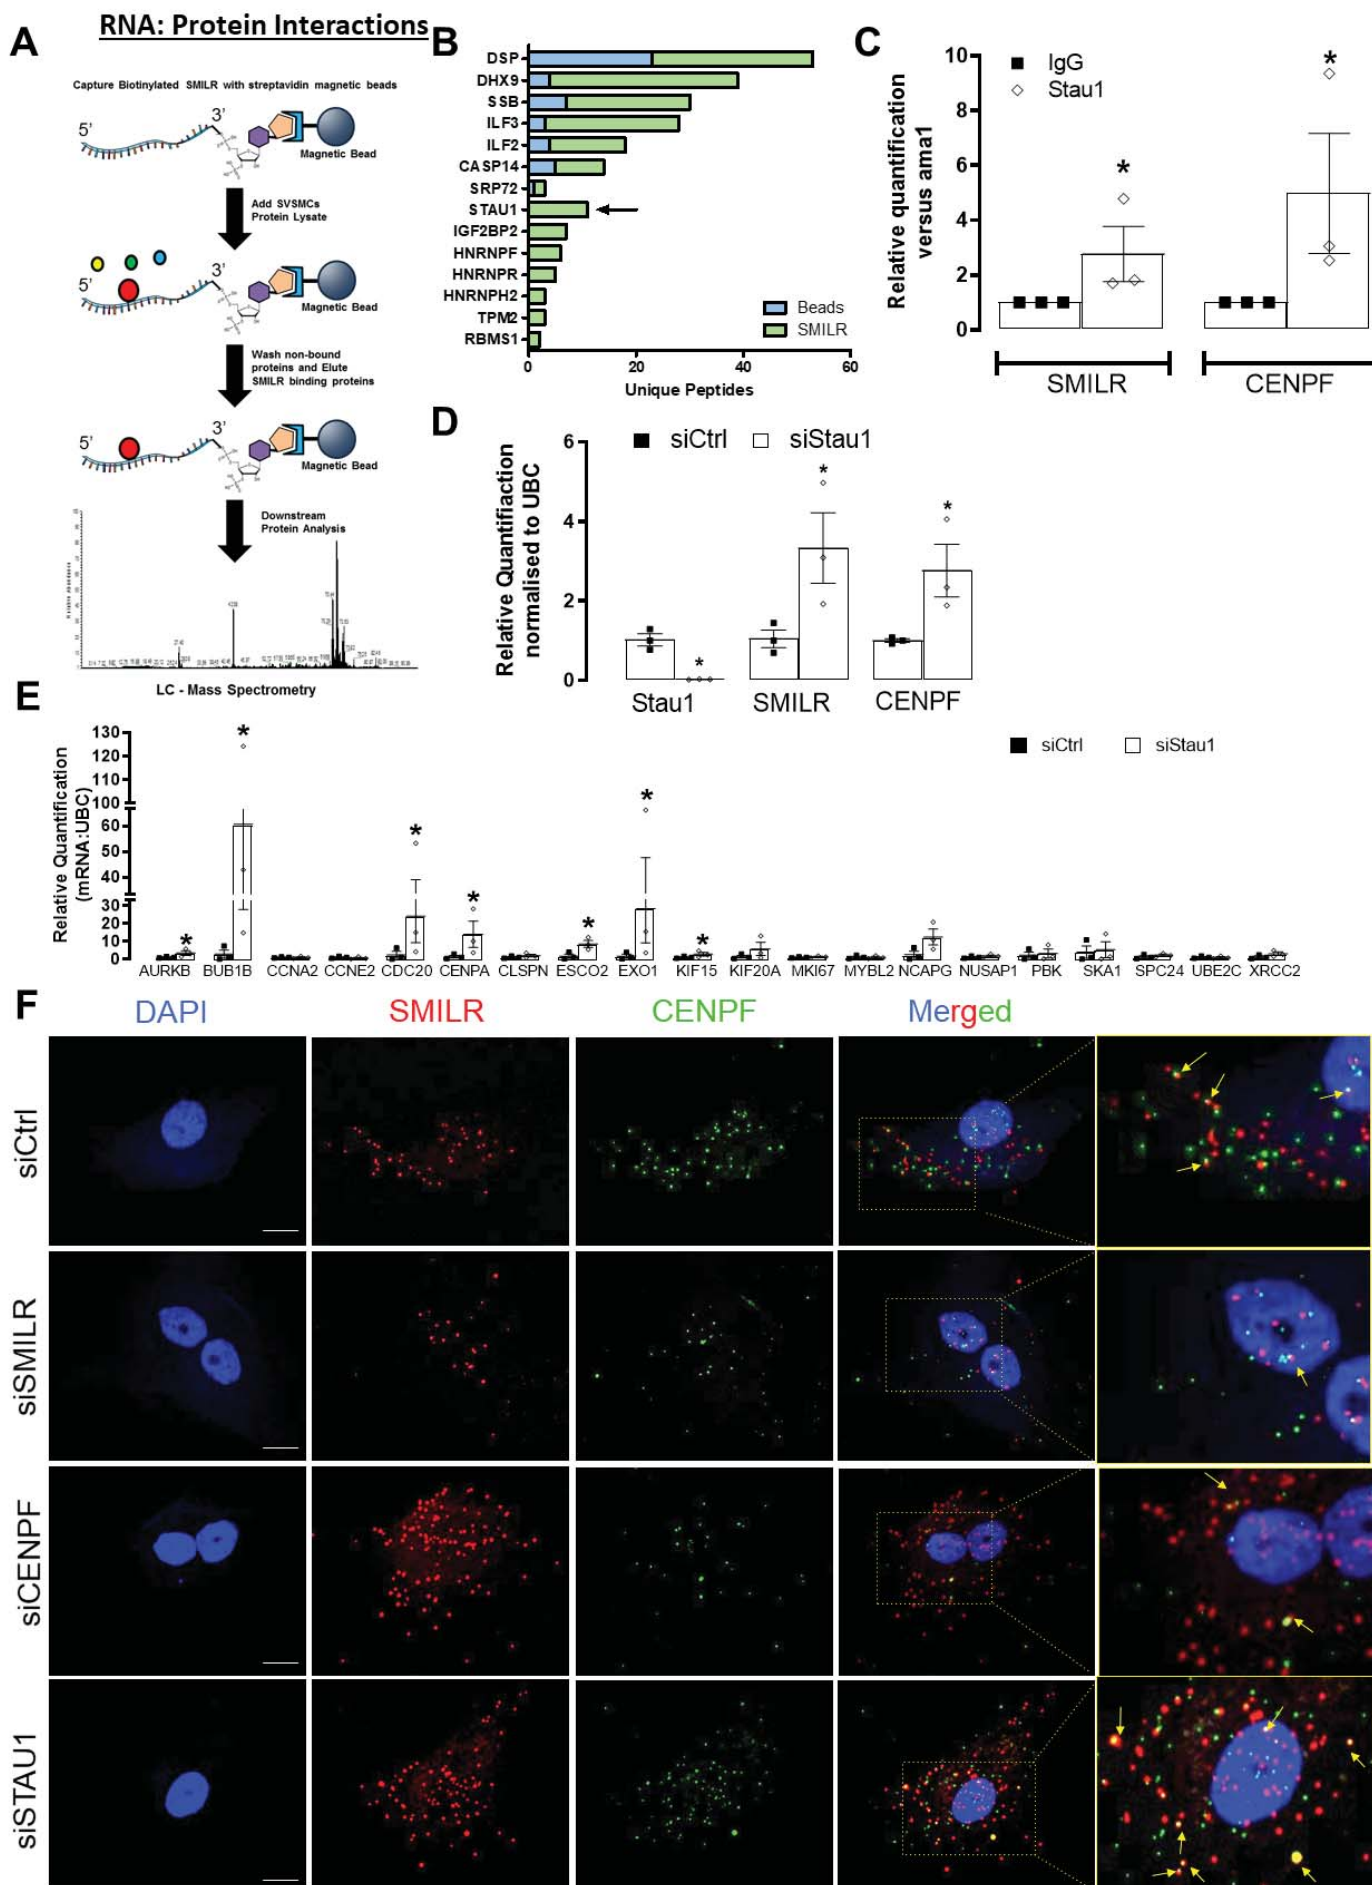 RNA: Protein Interactions
A
Capture Biotinylated SMILR with streptavidin magnetic beads
5'
3'
Magnetic Bead
Add SVSMCs
Protein Lysate
5'
3'
Magnetic Bead
Wash non-bound
proteins and Elute
SMILR binding proteins
5'
3'
Magnetic Bead
Downstream
Protein Analysis
LC - Mass Spectrometry
B
DSP
DHX9
SSB
ILF3
ILF2
CASP14
SRP72
STAU1
IGF2BP2
HNRNPF
HNRNPR
HNRNPH2
TPM2
RBMS1
Beads
SMILR
0 20 40 60
Unique Peptides
C
Relative quantification
versus ama1
10
8
6
4
2
0
IgG
Stau1
*
*
SMILR
CENPF
D
Relative Quantifiaction
normalised to UBC
6
4
2
0
siCtrl
siStau1
*
*
*
Stau1
SMILR
CENPF
E
Relative Quantification
(mRNA:UBC)
130
120
110
100
60
40
30
20
10
0
siCtrl
siStau1
*
*
*
*
*
*
*
AURKB BUB1B CCNA2 CCNE2 CDC20 CENPA CLSPN ESCO2 EXO1 KIF15 KIF20A MKI67 MYBL2 NCAPG NUSAP1 PBK SKA1 SPC24 UBE2C XRCC2
F
DAPI
SMILR
CENPF
Merged
siCtrl
siSMILR
siCENPF
siSTAU1